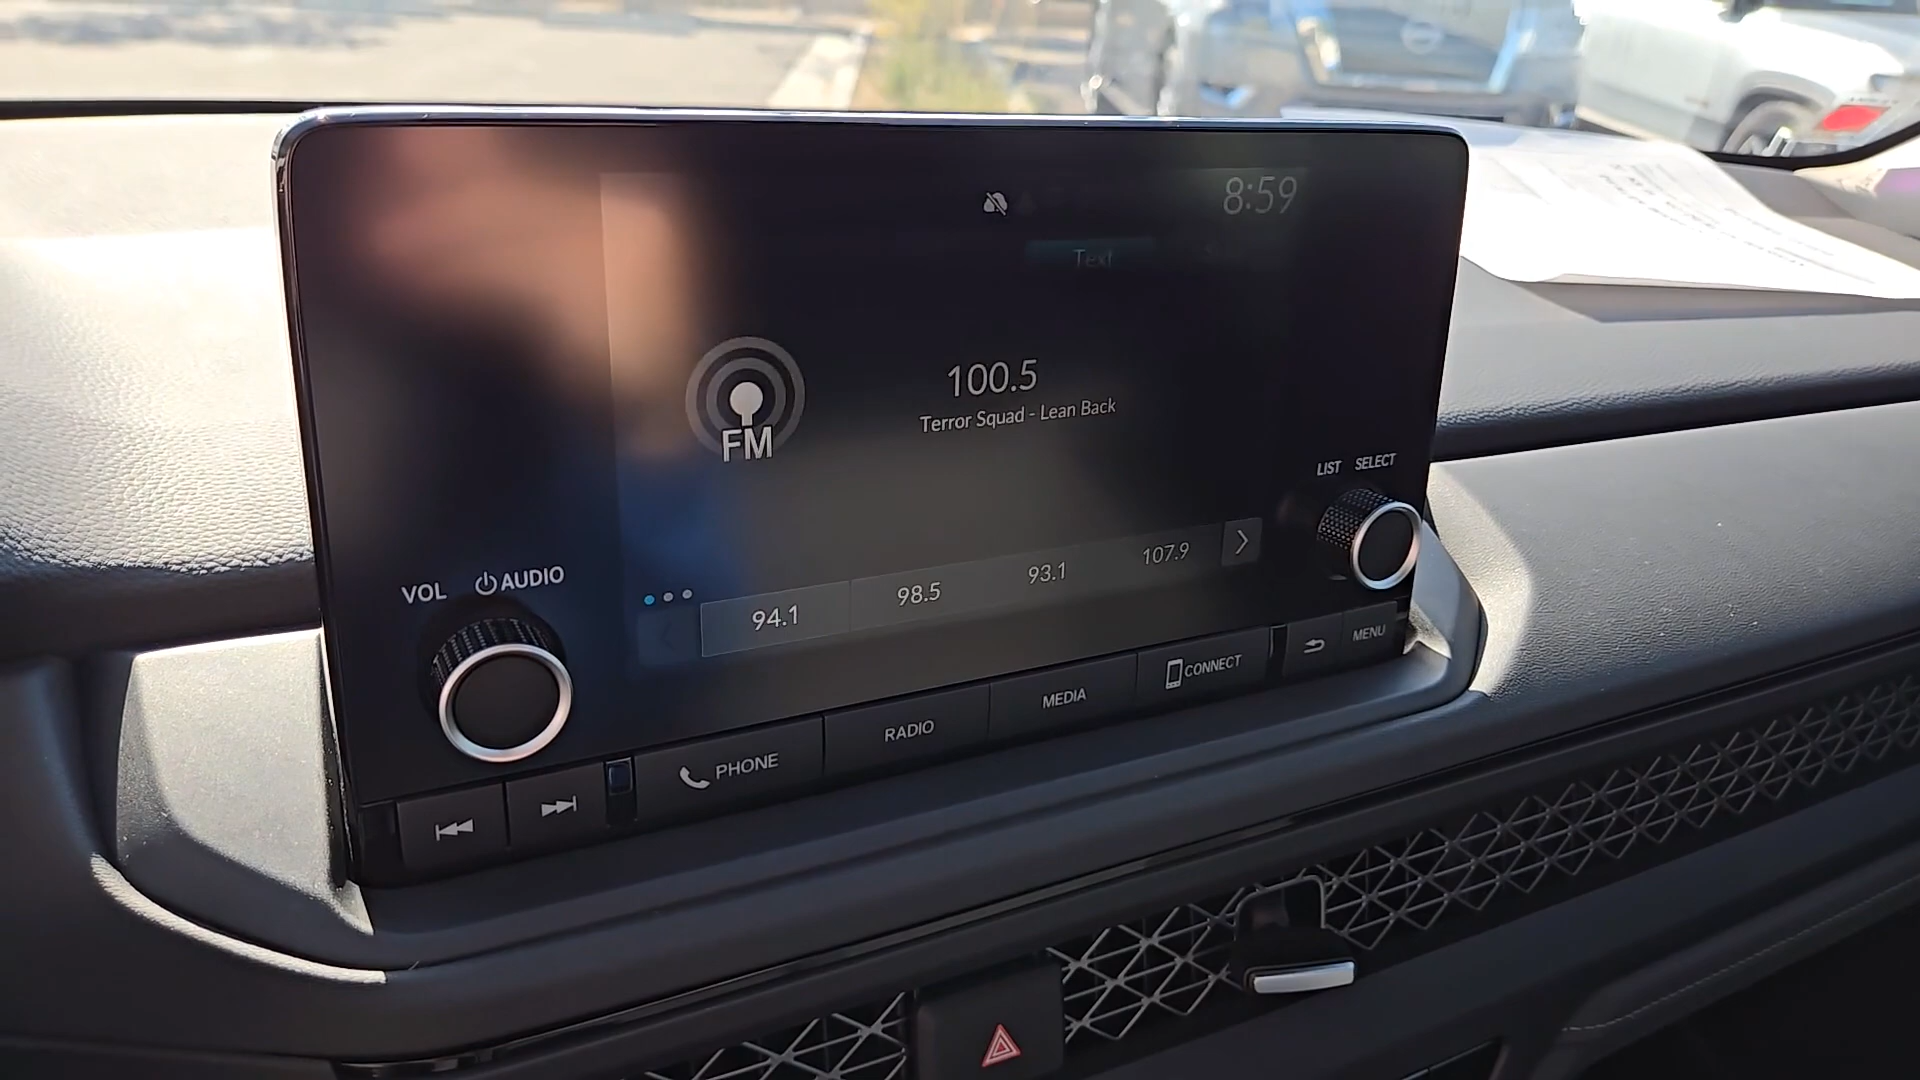 8:59
Text
100.5
Terror Squad - Lean Back
FM
LIST SELECT
94.1 98.5 93.1 107.9
VOL AUDIO
PHONE
RADIO
MEDIA
CONNECT
MENU